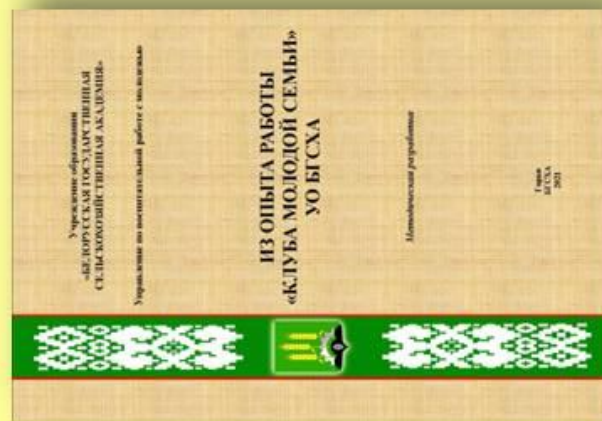 Учреждение образования
«БЕЛОРУССКАЯ ГОСУДАРСТВЕННАЯ
СЕЛЬСКОХОЗЯЙСТВЕННАЯ АКАДЕМИЯ»
Управление по воспитательной работе с молодежью
ИЗ ОПЫТА РАБОТЫ
«КЛУБА МОЛОДОЙ СЕМЬИ»
УО БГСХА
Методическая разработка
Горки
БГСХА
2021